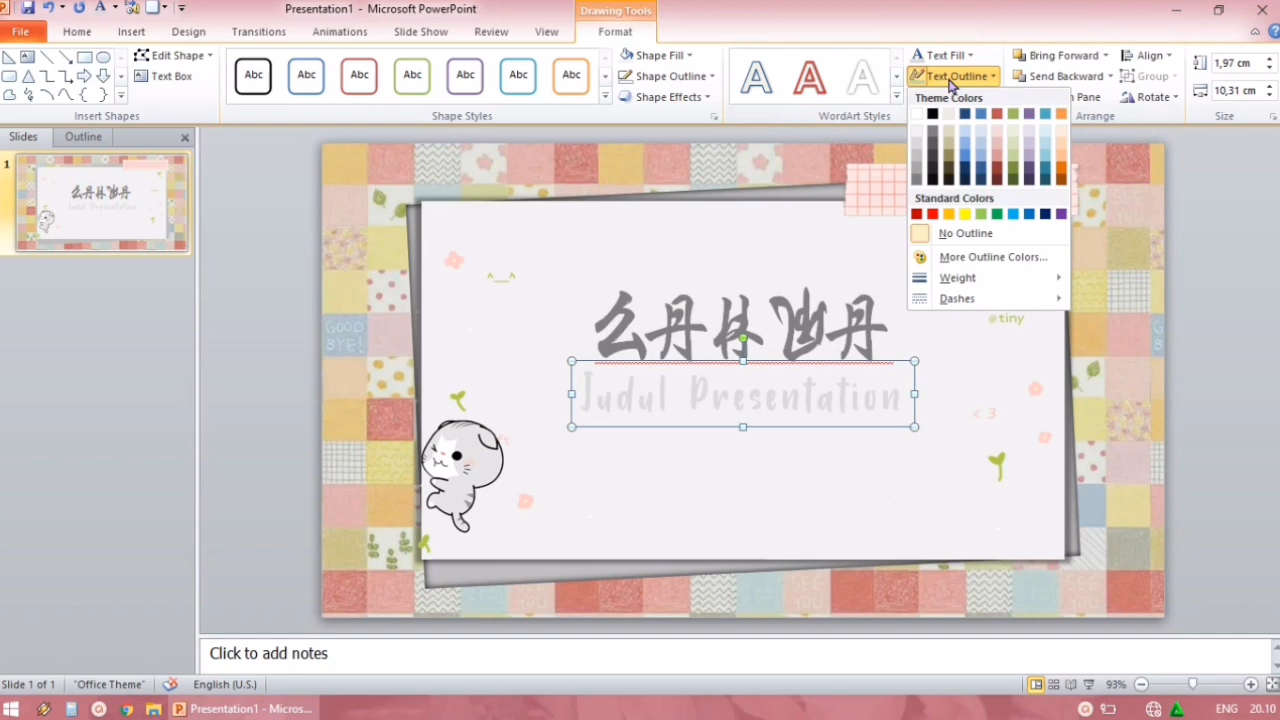 Presentation1 - Microsoft PowerPoint
Drawing Tools
File Home Insert Design Transitions Animations Slide Show Review View Format
Edit Shape
Text Box
Insert Shapes
Abc Abc Abc Abc Abc Abc Abc
Shape Fill
Shape Outline
Shape Effects
Shape Styles
A A A
WordArt Styles
Text Fill
Text Outline
Bring Forward
Send Backward
Pane
Align
Group
Rotate
Arrange
1,97 cm
10,31 cm
Size
Theme Colors
Standard Colors
No Outline
More Outline Colors...
Weight
Dashes
Slides Outline
1
GOOD BYE!
^__^
@tiny
< 3
Judul Presentation
Click to add notes
Slide 1 of 1 "Office Theme" English (U.S.) 93%
Presentation1 - Micros... ENG 20.10